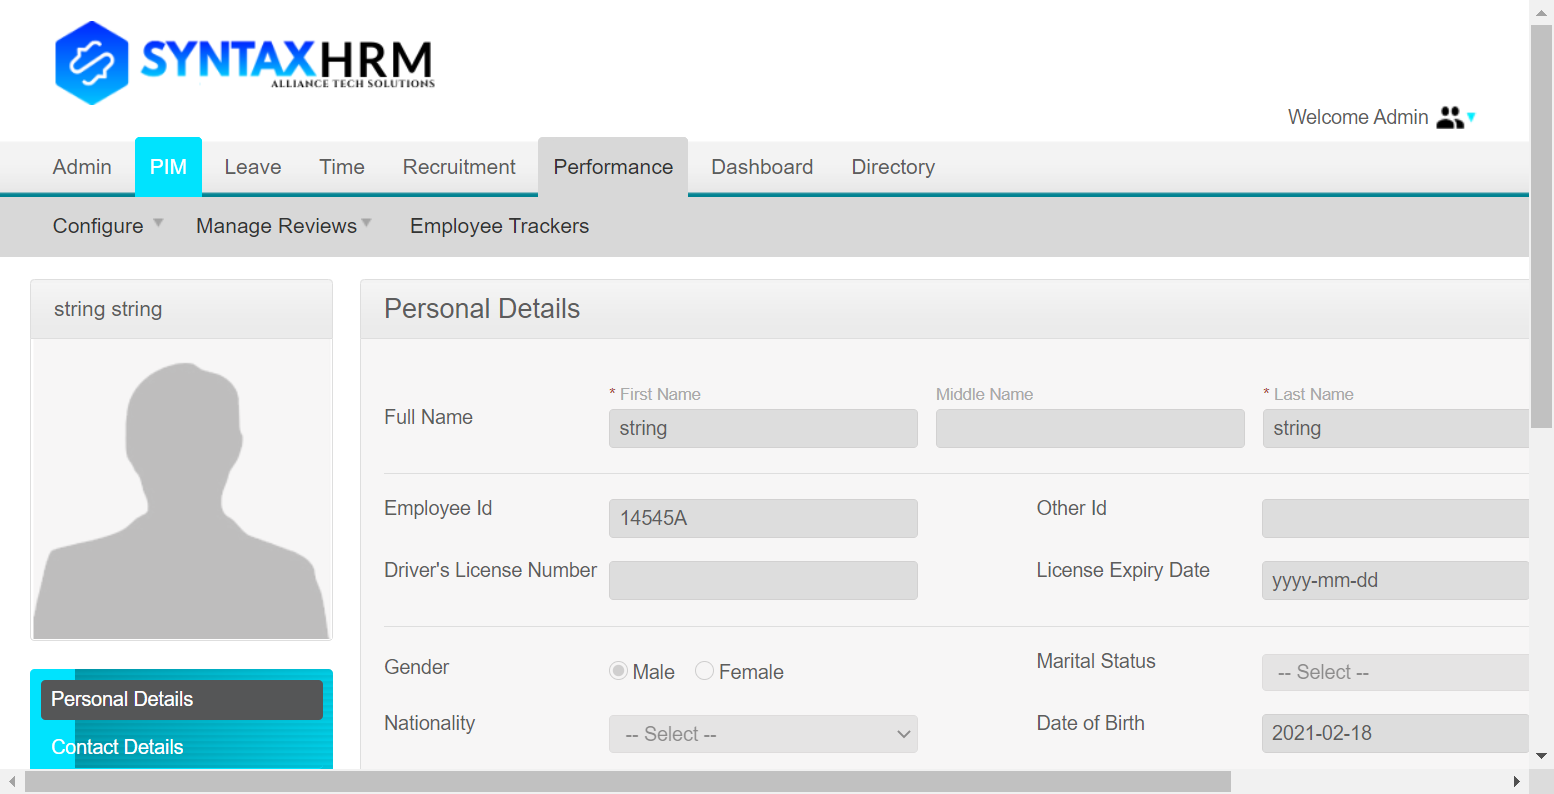 SYNTAXHRM
ALLIANCE TECH SOLUTIONS
Welcome Admin
Admin PIM Leave Time Recruitment Performance Dashboard Directory
Configure Manage Reviews Employee Trackers
string string
Personal Details
* First Name Middle Name * Last Name
Full Name
string string
Employee Id 14545A Other Id
Driver's License Number License Expiry Date yyyy-mm-dd
Gender Male Female Marital Status -- Select --
Nationality -- Select -- Date of Birth 2021-02-18
Personal Details
Contact Details